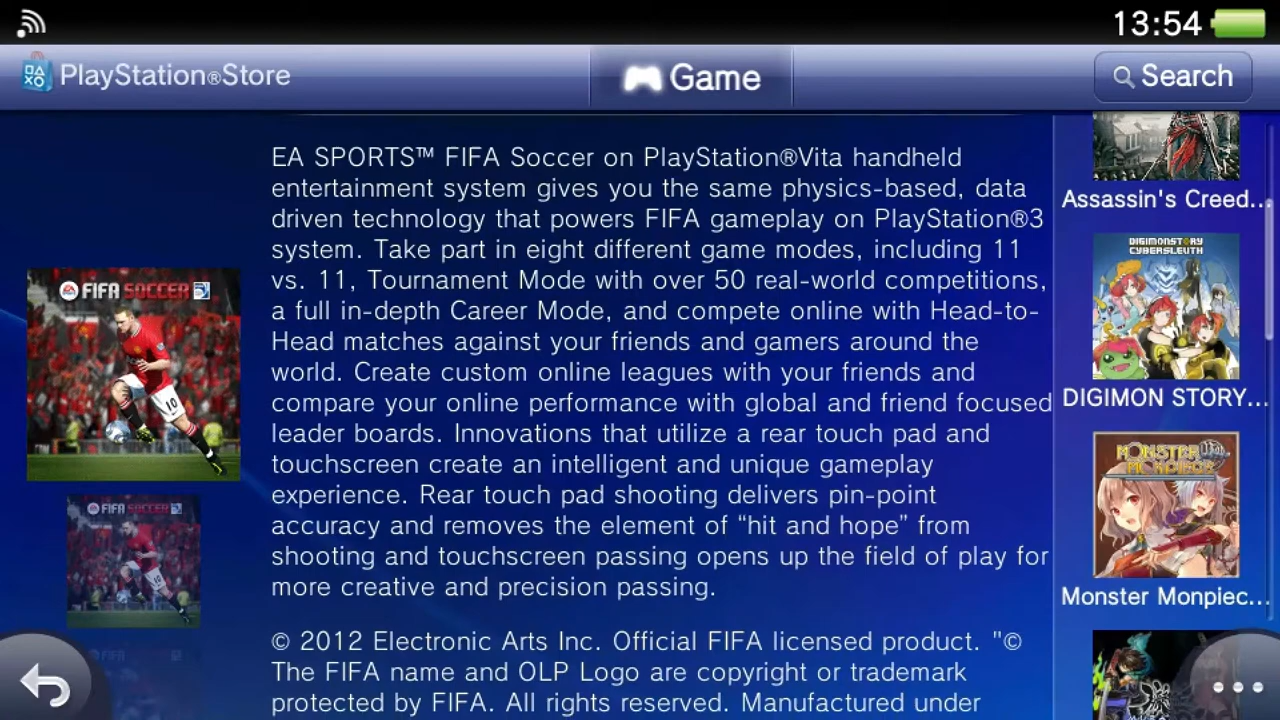 13:54
PlayStation®Store
Game
Search
EA SPORTS™ FIFA Soccer on PlayStation®Vita handheld
entertainment system gives you the same physics-based, data
driven technology that powers FIFA gameplay on PlayStation®3
system. Take part in eight different game modes, including 11
vs. 11, Tournament Mode with over 50 real-world competitions,
a full in-depth Career Mode, and compete online with Head-to-
Head matches against your friends and gamers around the
world. Create custom online leagues with your friends and
compare your online performance with global and friend focused
leader boards. Innovations that utilize a rear touch pad and
touchscreen create an intelligent and unique gameplay
experience. Rear touch pad shooting delivers pin-point
accuracy and removes the element of “hit and hope” from
shooting and touchscreen passing opens up the field of play for
more creative and precision passing.
© 2012 Electronic Arts Inc. Official FIFA licensed product. "©
The FIFA name and OLP Logo are copyright or trademark
protected by FIFA. All rights reserved. Manufactured under
FIFA SOCCER
10
FIFA SOCCER
Assassin's Creed...
DIGIMON STORY
CYBERSLEUTH
DIGIMON STORY...
MONSTER
MONPIECE
Monster Monpiec...